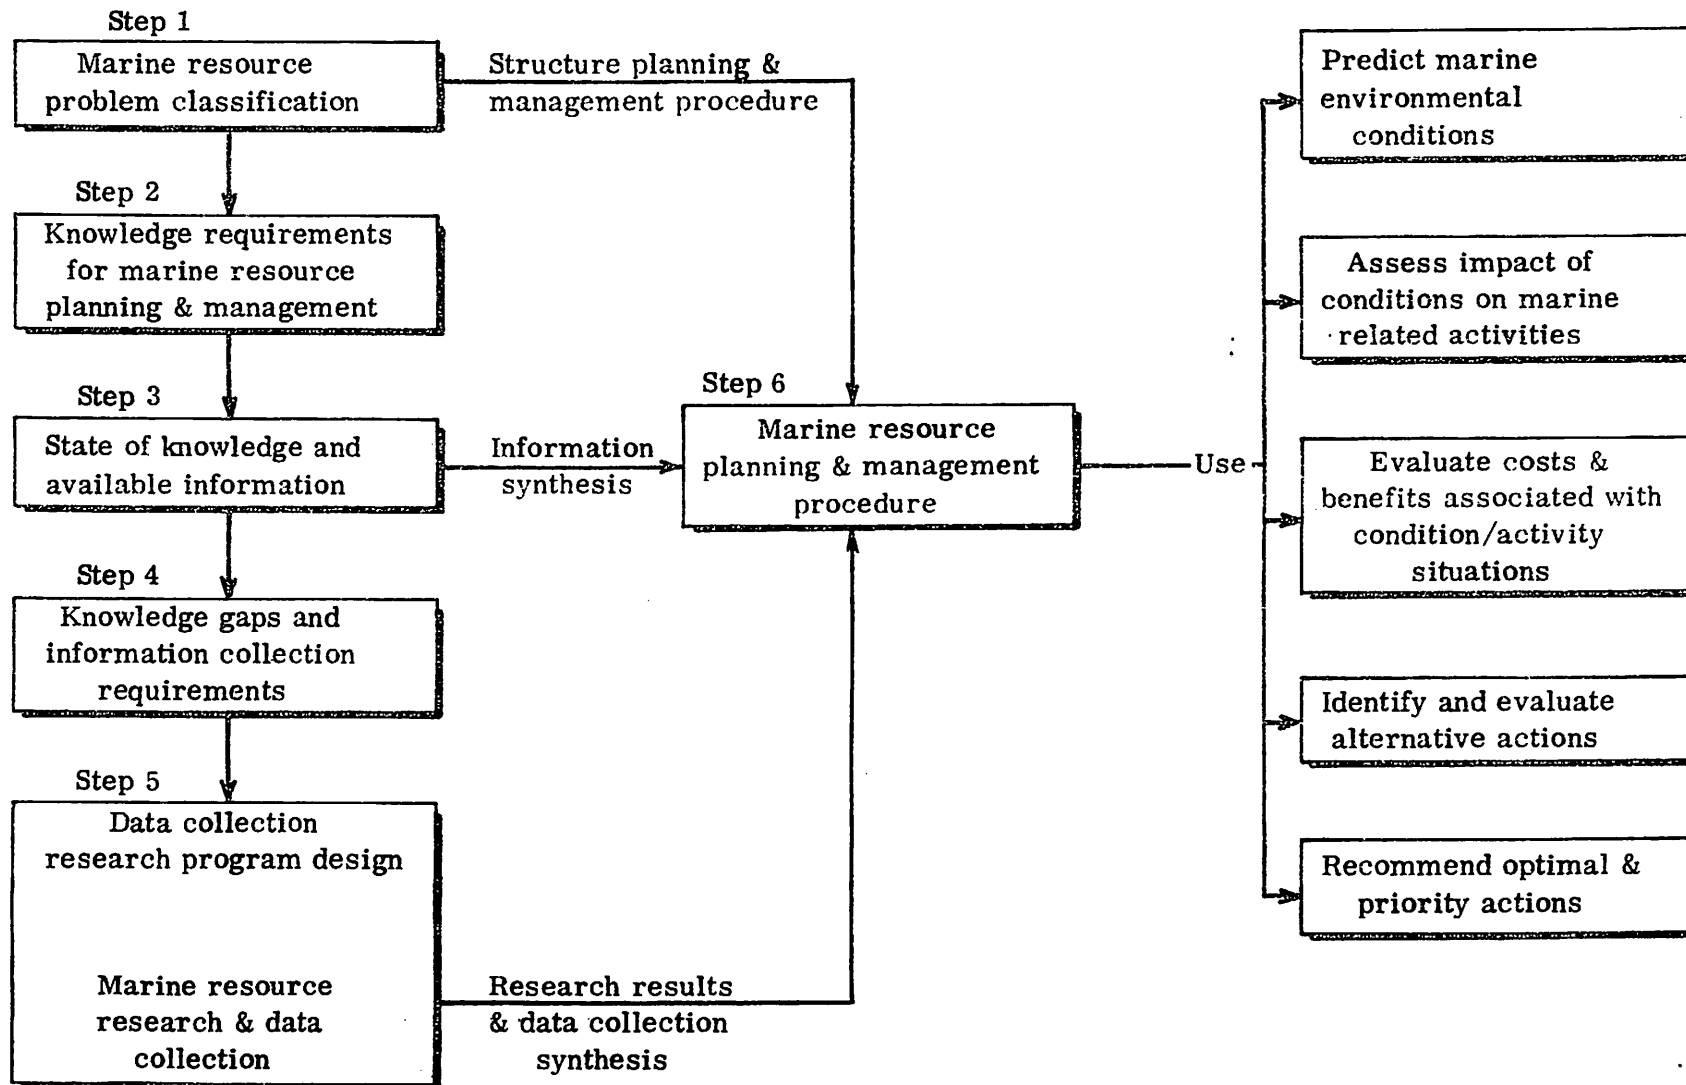 Step 1
Marine resource
problem classification
Structure planning &
management procedure
Step 2
Knowledge requirements
for marine resource
planning & management
Step 3
State of knowledge and
available information
Information
synthesis
Step 4
Knowledge gaps and
information collection
requirements
Step 5
Data collection
research program design
Marine resource
research & data
collection
Research results
& data collection
synthesis
Step 6
Marine resource
planning & management
procedure
Use
Predict marine
environmental
conditions
Assess impact of
conditions on marine
related activities
Evaluate costs &
benefits associated with
condition/activity
situations
Identify and evaluate
alternative actions
Recommend optimal &
priority actions